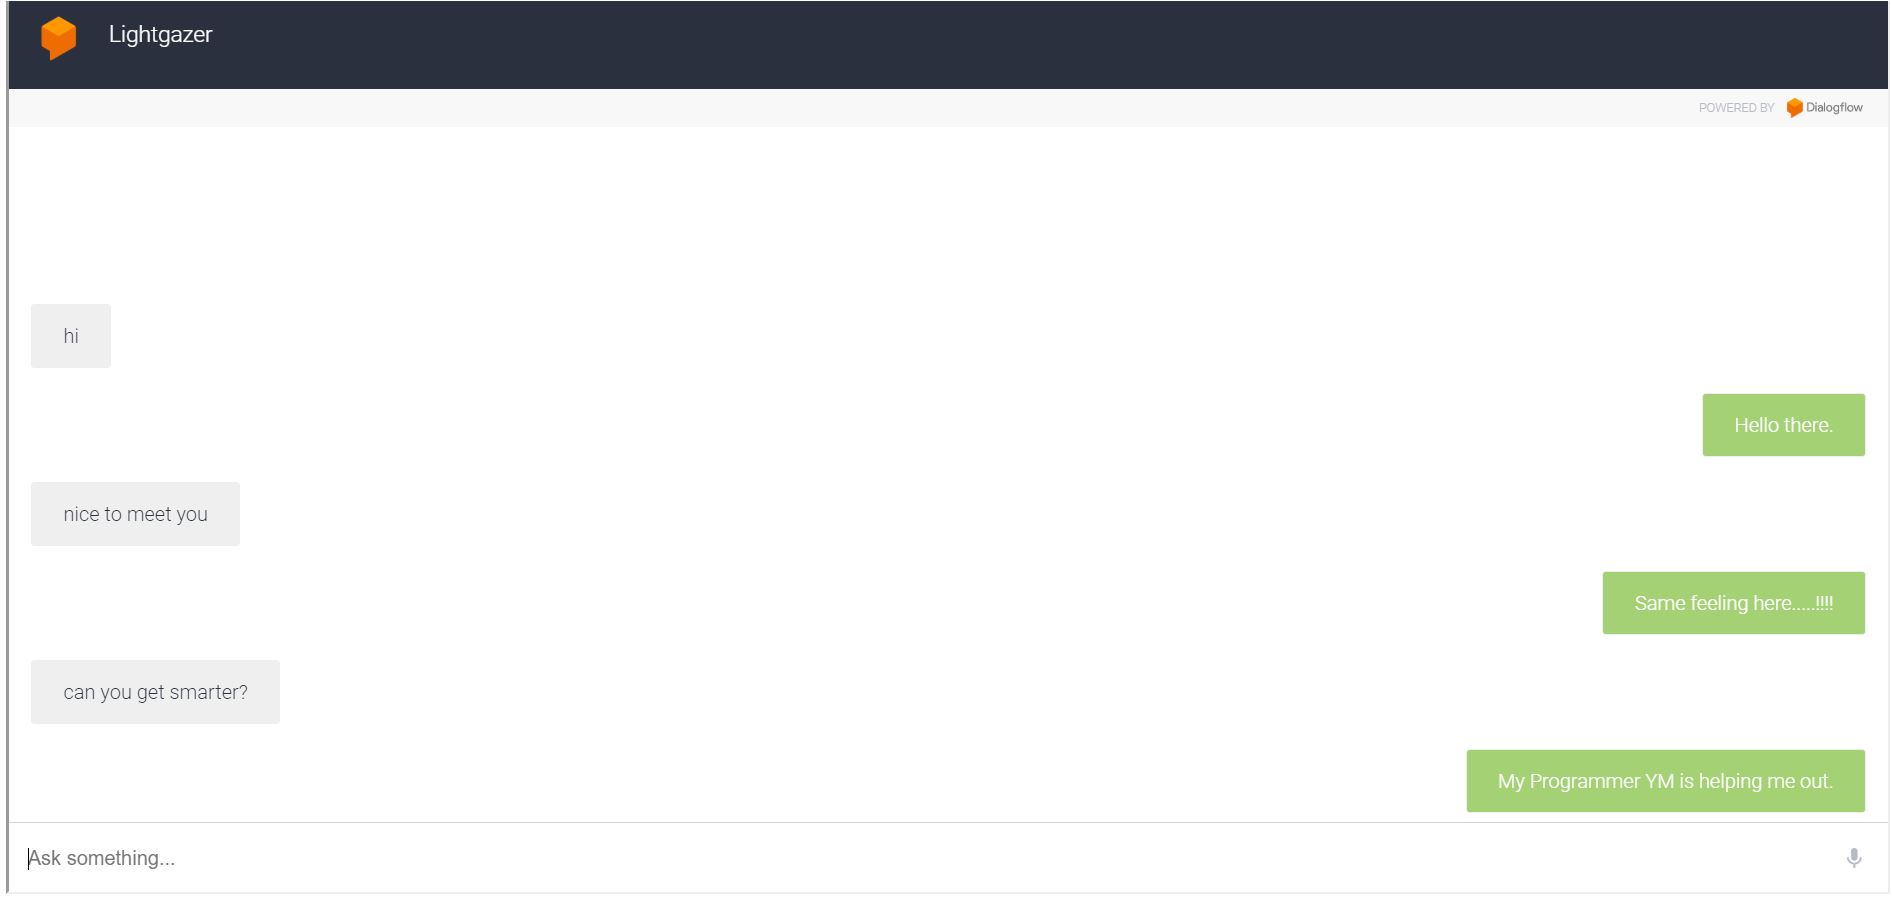 Lightgazer
POWERED BY Dialogflow
hi
Hello there.
nice to meet you
Same feeling here.....!!!!
can you get smarter?
My Programmer YM is helping me out.
Ask something...